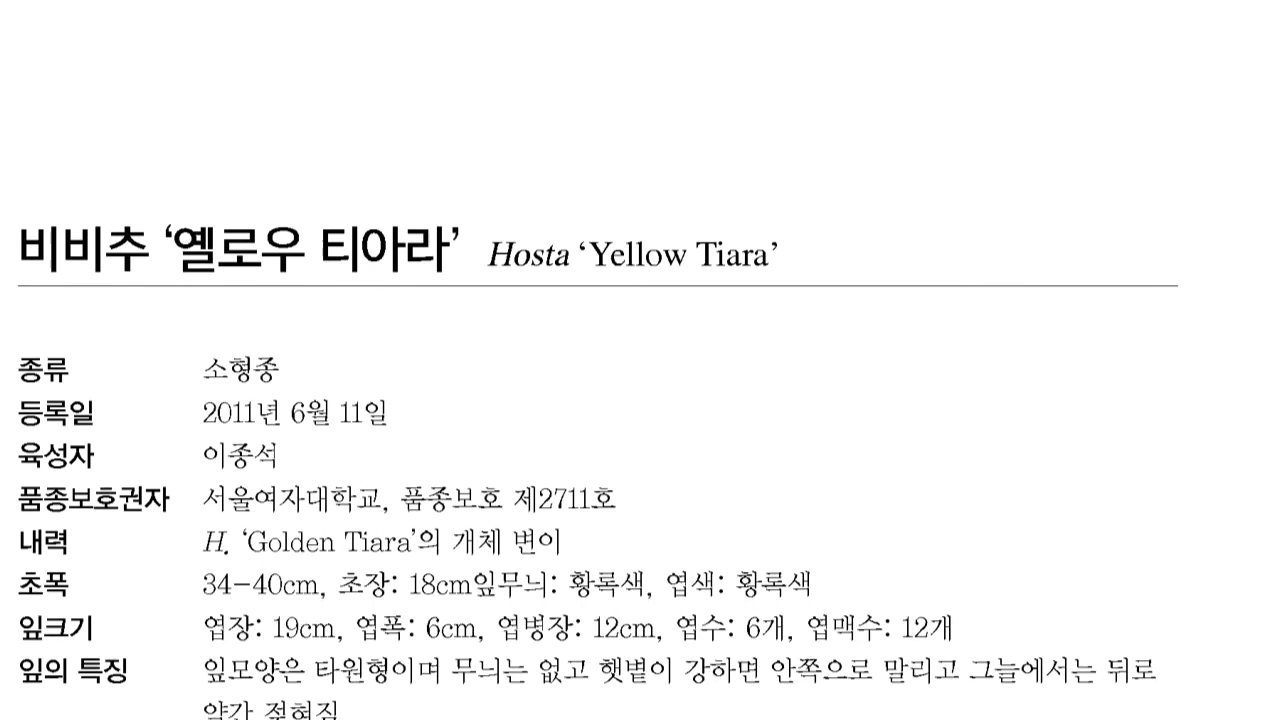 비비추 ‘옐로우 티아라’ Hosta ‘Yellow Tiara’
종류 소형종
등록일 2011년 6월 11일
육성자 이종석
품종보호권자 서울여자대학교, 품종보호 제2711호
내력 H. ‘Golden Tiara’의 개체 변이
초폭 34-40cm, 초장: 18cm잎무늬: 황록색, 엽색: 황록색
잎크기 엽장: 19cm, 엽폭: 6cm, 엽병장: 12cm, 엽수: 6개, 엽맥수: 12개
잎의 특징 잎모양은 타원형이며 무늬는 없고 햇볕이 강하면 안쪽으로 말리고 그늘에서는 뒤로
약간 젖혀짐